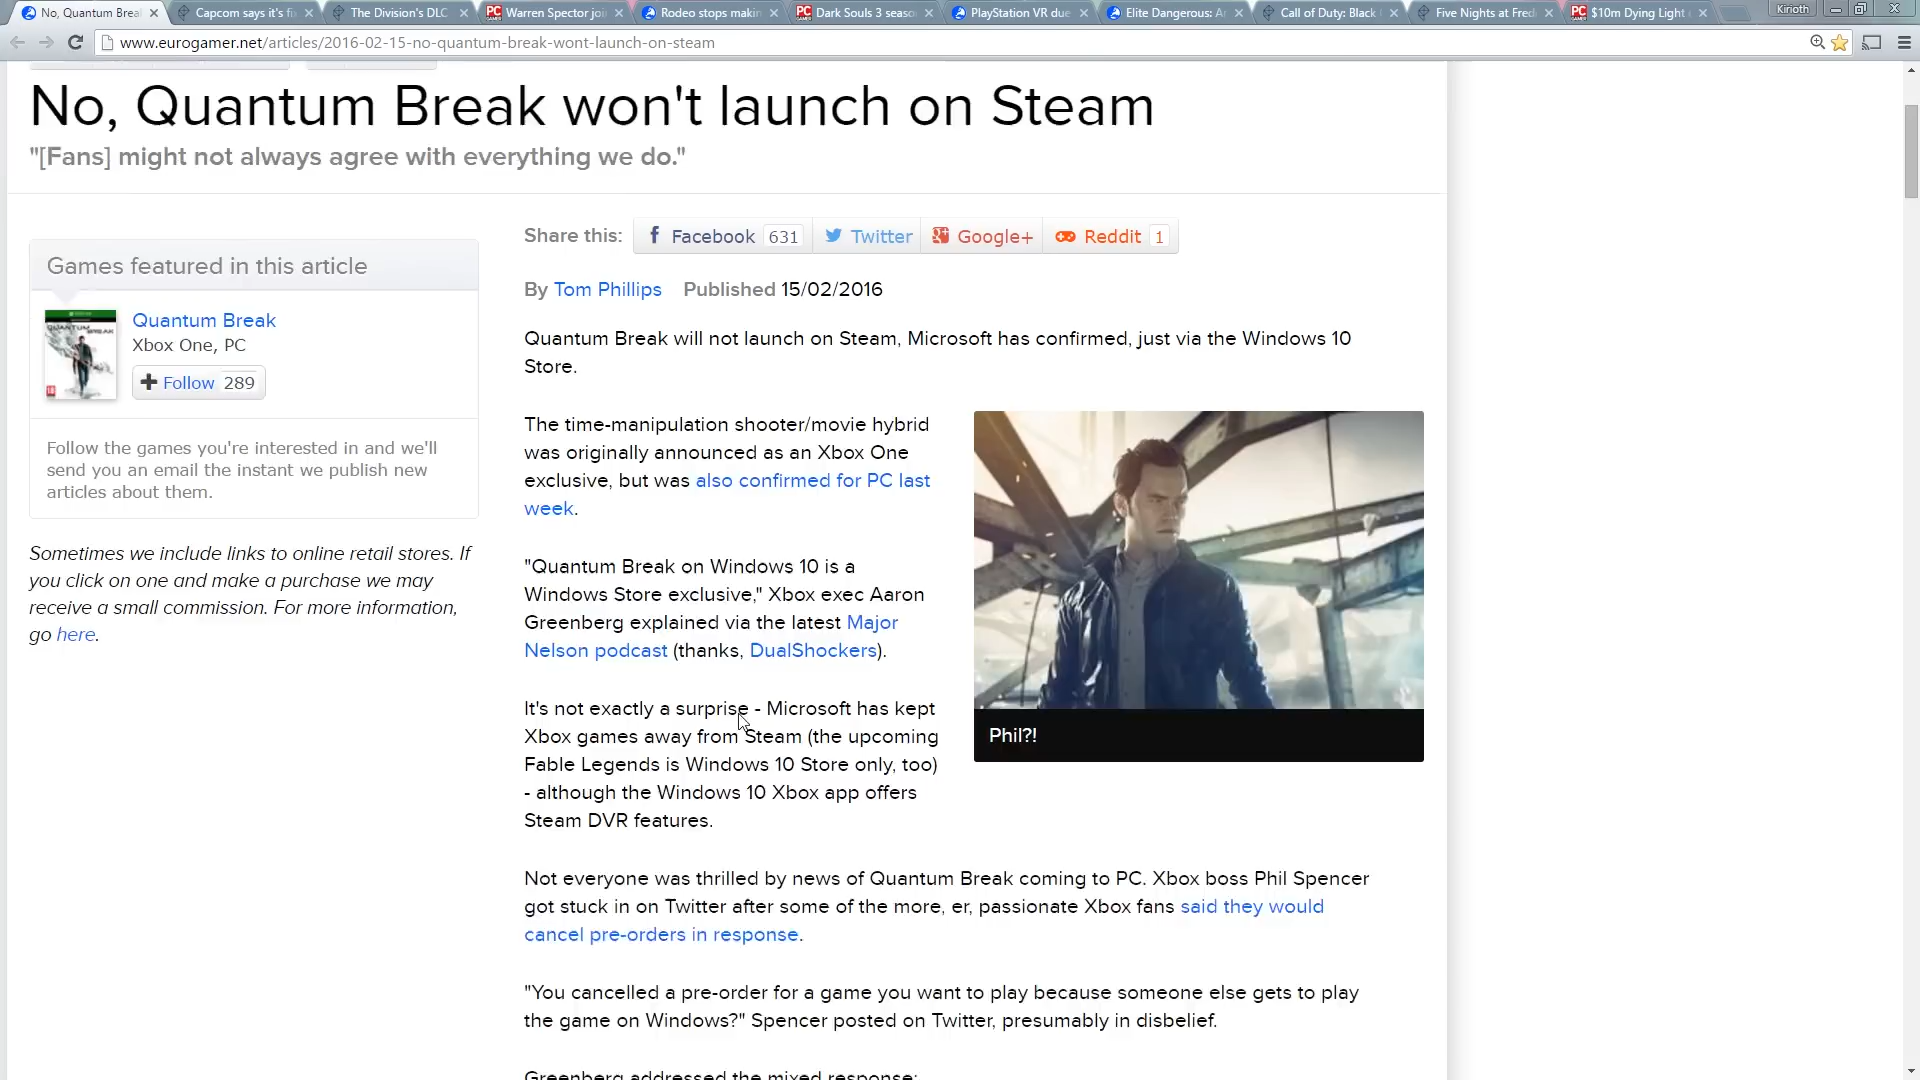 No, Quantum Brea
Capcom says it's fi
The Division's DLC
Warren Spector joi
Rodeo stops maki
Dark Souls 3 seas
PlayStation VR due
Elite Dangerous: A
Call of Duty: Black
Five Nights at Fred
$10m Dying Light
Kirioth
www.eurogamer.net/articles/2016-02-15-no-quantum-break-wont-launch-on-steam
No, Quantum Break won't launch on Steam
"[Fans] might not always agree with everything we do."
Share this: Facebook 631 Twitter Google+ Reddit 1
Games featured in this article
Quantum Break
Xbox One, PC
Follow 289
Follow the games you're interested in and we'll
send you an email the instant we publish new
articles about them.
Sometimes we include links to online retail stores. If
you click on one and make a purchase we may
receive a small commission. For more information,
go here.
By Tom Phillips Published 15/02/2016
Quantum Break will not launch on Steam, Microsoft has confirmed, just via the Windows 10
Store.
The time-manipulation shooter/movie hybrid
was originally announced as an Xbox One
exclusive, but was also confirmed for PC last
week.
"Quantum Break on Windows 10 is a
Windows Store exclusive," Xbox exec Aaron
Greenberg explained via the latest Major
Nelson podcast (thanks, DualShockers).
It's not exactly a surprise - Microsoft has kept
Xbox games away from Steam (the upcoming
Fable Legends is Windows 10 Store only, too)
- although the Windows 10 Xbox app offers
Steam DVR features.
Phil?!
Not everyone was thrilled by news of Quantum Break coming to PC. Xbox boss Phil Spencer
got stuck in on Twitter after some of the more, er, passionate Xbox fans said they would
cancel pre-orders in response.
"You cancelled a pre-order for a game you want to play because someone else gets to play
the game on Windows?" Spencer posted on Twitter, presumably in disbelief.
Greenberg addressed the mixed response: